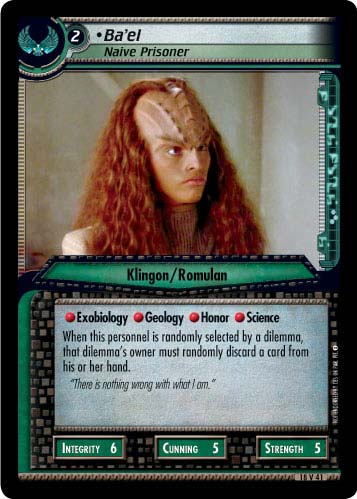 2
•Ba'el
Naive Prisoner
Klingon/Romulan
Exobiology Geology Honor Science
When this personnel is randomly selected by a dilemma,
that dilemma's owner must randomly discard a card from
his or her hand.
"There is nothing wrong with what I am."
INTEGRITY 6 CUNNING 5 STRENGTH 5
18 V 41